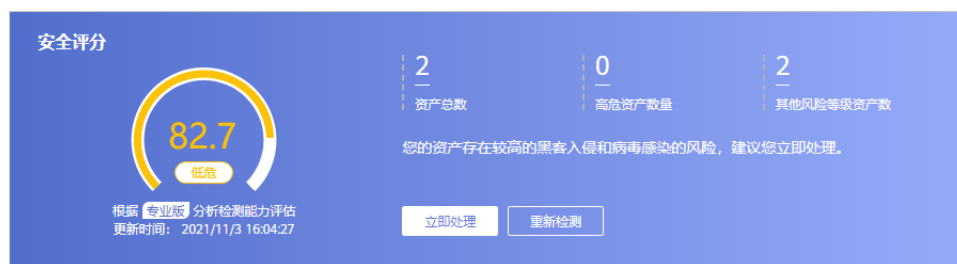 安全评分
82.7
低危
根据 专业版 分析检测能力评估
更新时间： 2021/11/3 16:04:27
2
资产总数
0
高危资产数量
2
其他风险等级资产数
您的资产存在较高的黑客入侵和病毒感染的风险，建议您立即处理。
立即处理
重新检测